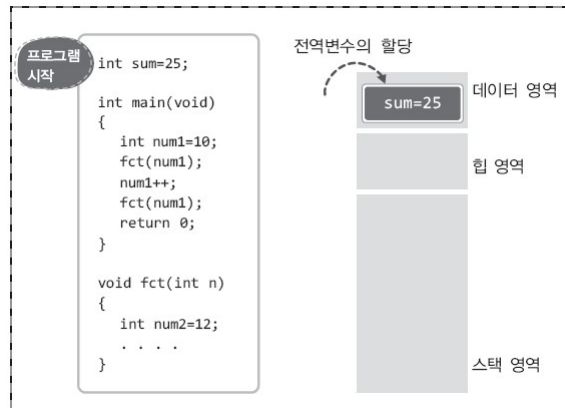 프로그램
시작
int sum=25;
int main(void)
{
int num1=10;
fct(num1);
num1++;
fct(num1);
return 0;
}
void fct(int n)
{
int num2=12;
. . . .
}
전역변수의 할당
sum=25
데이터 영역
힙 영역
스택 영역